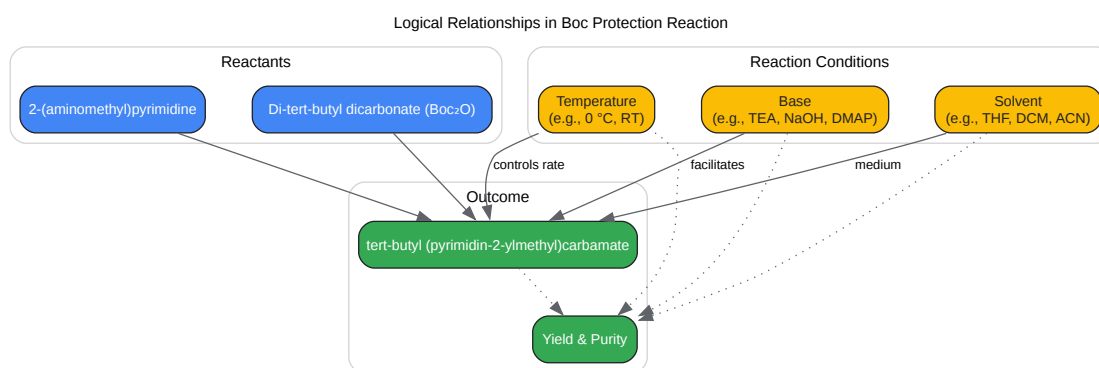 Logical Relationships in Boc Protection Reaction
Reactants
Reaction Conditions
2-(aminomethyl)pyrimidine
Di-tert-butyl dicarbonate (Boc₂O)
Temperature
(e.g., 0 °C, RT)
Base
(e.g., TEA, NaOH, DMAP)
Solvent
(e.g., THF, DCM, ACN)
controls rate
facilitates
medium
Outcome
tert-butyl (pyrimidin-2-ylmethyl)carbamate
Yield & Purity